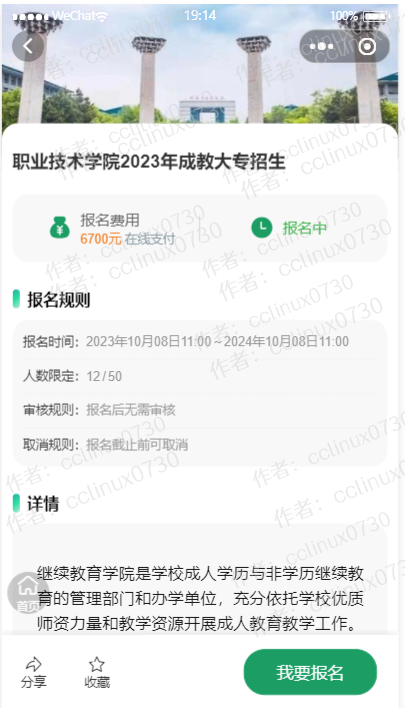 WeChat 19:14 100%
职业技术学院2023年成教大专招生
报名费用
6700元 在线支付
报名中
报名规则
报名时间：2023年10月08日11:00～2024年10月08日11:00
人数限定：12/50
审核规则：报名后无需审核
取消规则：报名截止前可取消
详情
继续教育学院是学校成人学历与非学历继续教
育的管理部门和办学单位，充分依托学校优质
师资力量和教学资源开展成人教育教学工作。
首页
分享 收藏 我要报名
作者：cclinux0730